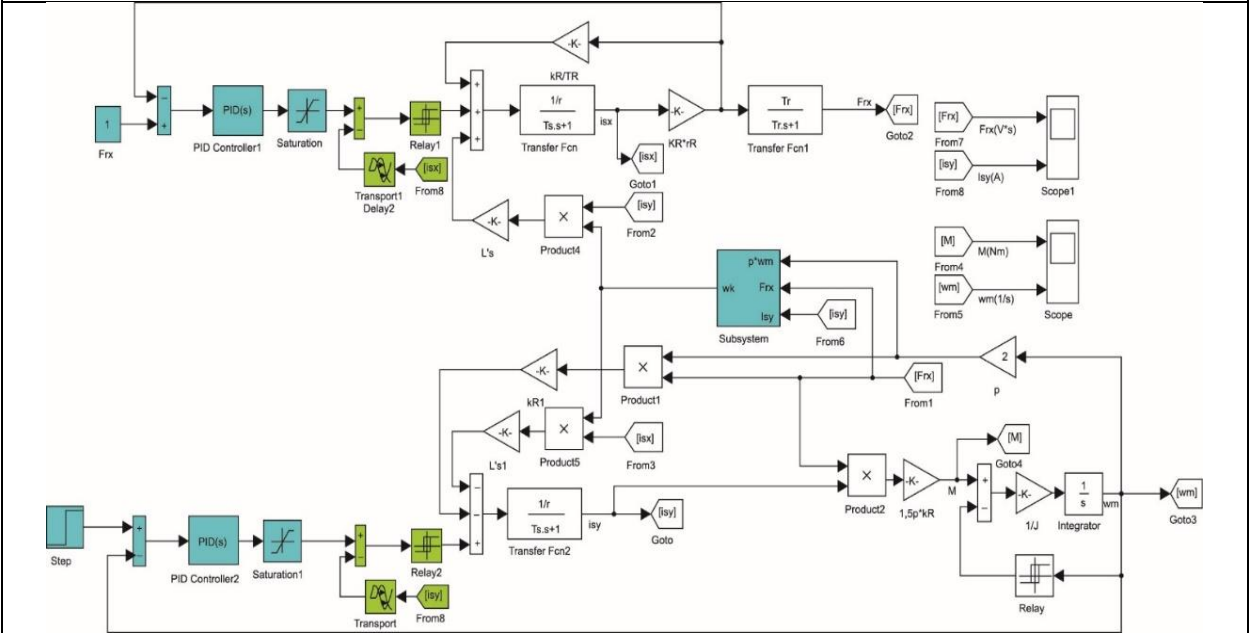 -K-
kR/TR
−
+
1
Frx
PID(s)
PID Controller1
Saturation
+
−
Relay1
Transport1
Delay2
[isx]
From8
+
+
+
1/r
Ts.s+1
Transfer Fcn
isx
[isx]
Goto1
-K-
KR*rR
Tr
Tr.s+1
Transfer Fcn1
Frx
[Frx]
Goto2
[Frx]
From7
Frx(V*s)
[isy]
From8
Isy(A)
Scope1
-K-
L's
×
Product4
[isy]
From2
[M]
From4
M(Nm)
[wm]
From5
wm(1/s)
Scope
wk
p*wm
Frx
Isy
Subsystem
[isy]
From6
-K-
kR1
×
Product1
2
p
[Frx]
From1
-K-
L's1
×
Product5
[isx]
From3
×
Product2
-K-
1,5p*kR
M
[M]
Goto4
+
−
-K-
1/J
1
s
Integrator
wm
[wm]
Goto3
Relay
Step
+
−
PID(s)
PID Controller2
Saturation1
+
−
Relay2
Transport
[isy]
From8
−
−
+
1/r
Ts.s+1
Transfer Fcn2
isy
[isy]
Goto